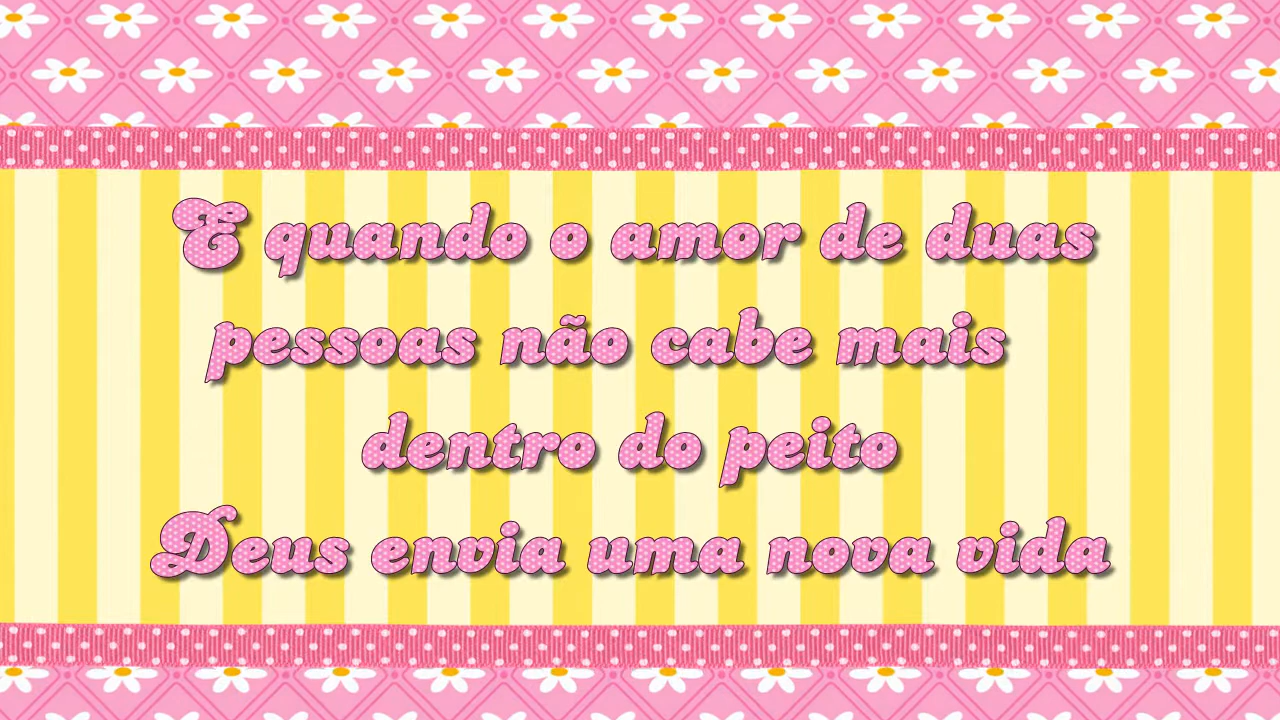 E quando o amor de duas
pessoas não cabe mais
dentro do peito
Deus envia uma nova vida